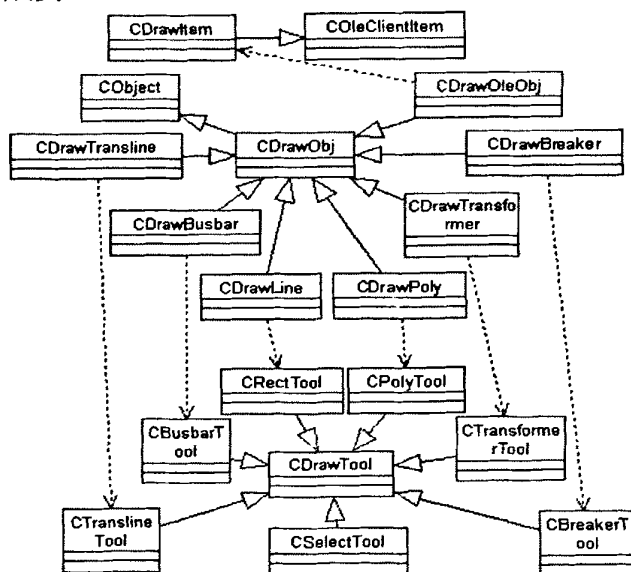 CDrawItem
COleClientItem
CObject
CDrawOleObj
CDrawTransline
CDrawObj
CDrawBreaker
CDrawBusbar
CDrawTransfo
rmer
CDrawLine
CDrawPoly
CRectTool
CPolyTool
CBusbarT
ool
CTransforme
rTool
CDrawTool
CTransline
Tool
CSelectTool
CBreakerT
ool